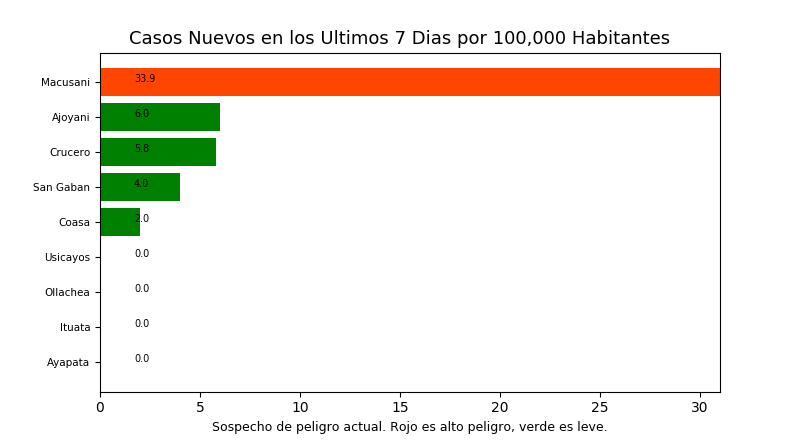 Casos Nuevos en los Ultimos 7 Dias por 100,000 Habitantes
Macusani 33.9
Ajoyani 6.0
Crucero 5.8
San Gaban 4.0
Coasa 2.0
Usicayos 0.0
Ollachea 0.0
Ituata 0.0
Ayapata 0.0
0 5 10 15 20 25 30
Sospecho de peligro actual. Rojo es alto peligro, verde es leve.